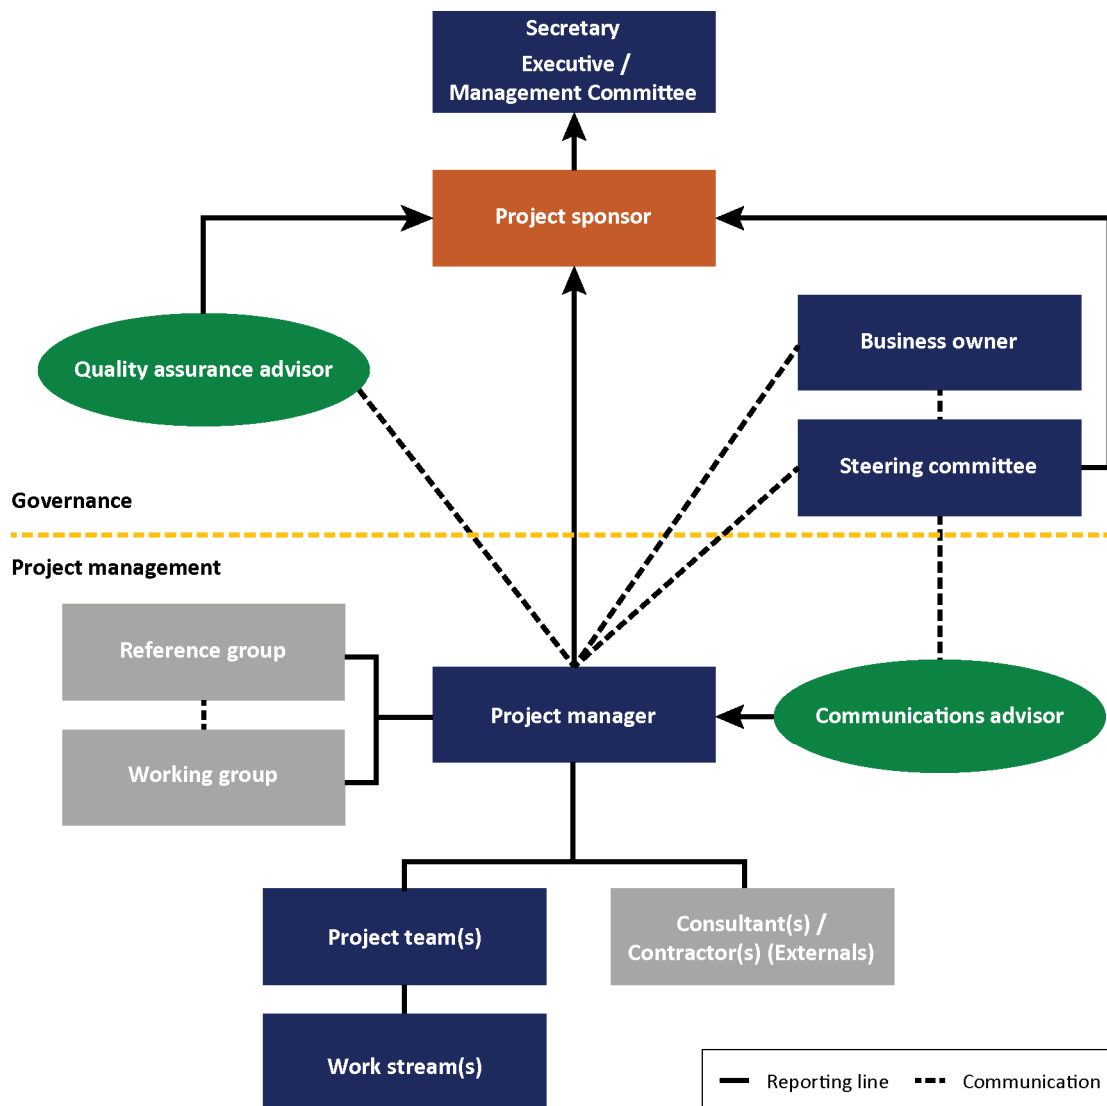 Secretary
Executive /
Management Committee
Project sponsor
Quality assurance advisor
Business owner
Steering committee
Governance
Project management
Reference group
Working group
Project manager
Communications advisor
Project team(s)
Consultant(s) /
Contractor(s) (Externals)
Work stream(s)
Reporting line
Communication